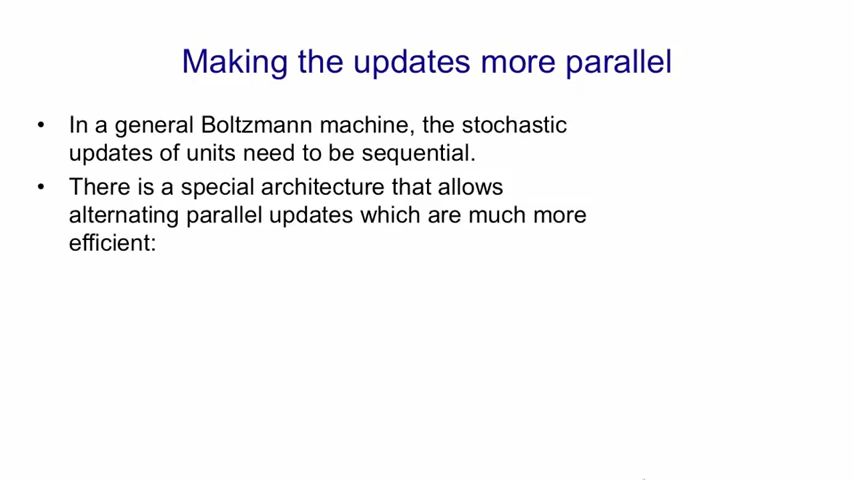 Making the updates more parallel
• In a general Boltzmann machine, the stochastic
updates of units need to be sequential.
• There is a special architecture that allows
alternating parallel updates which are much more
efficient: